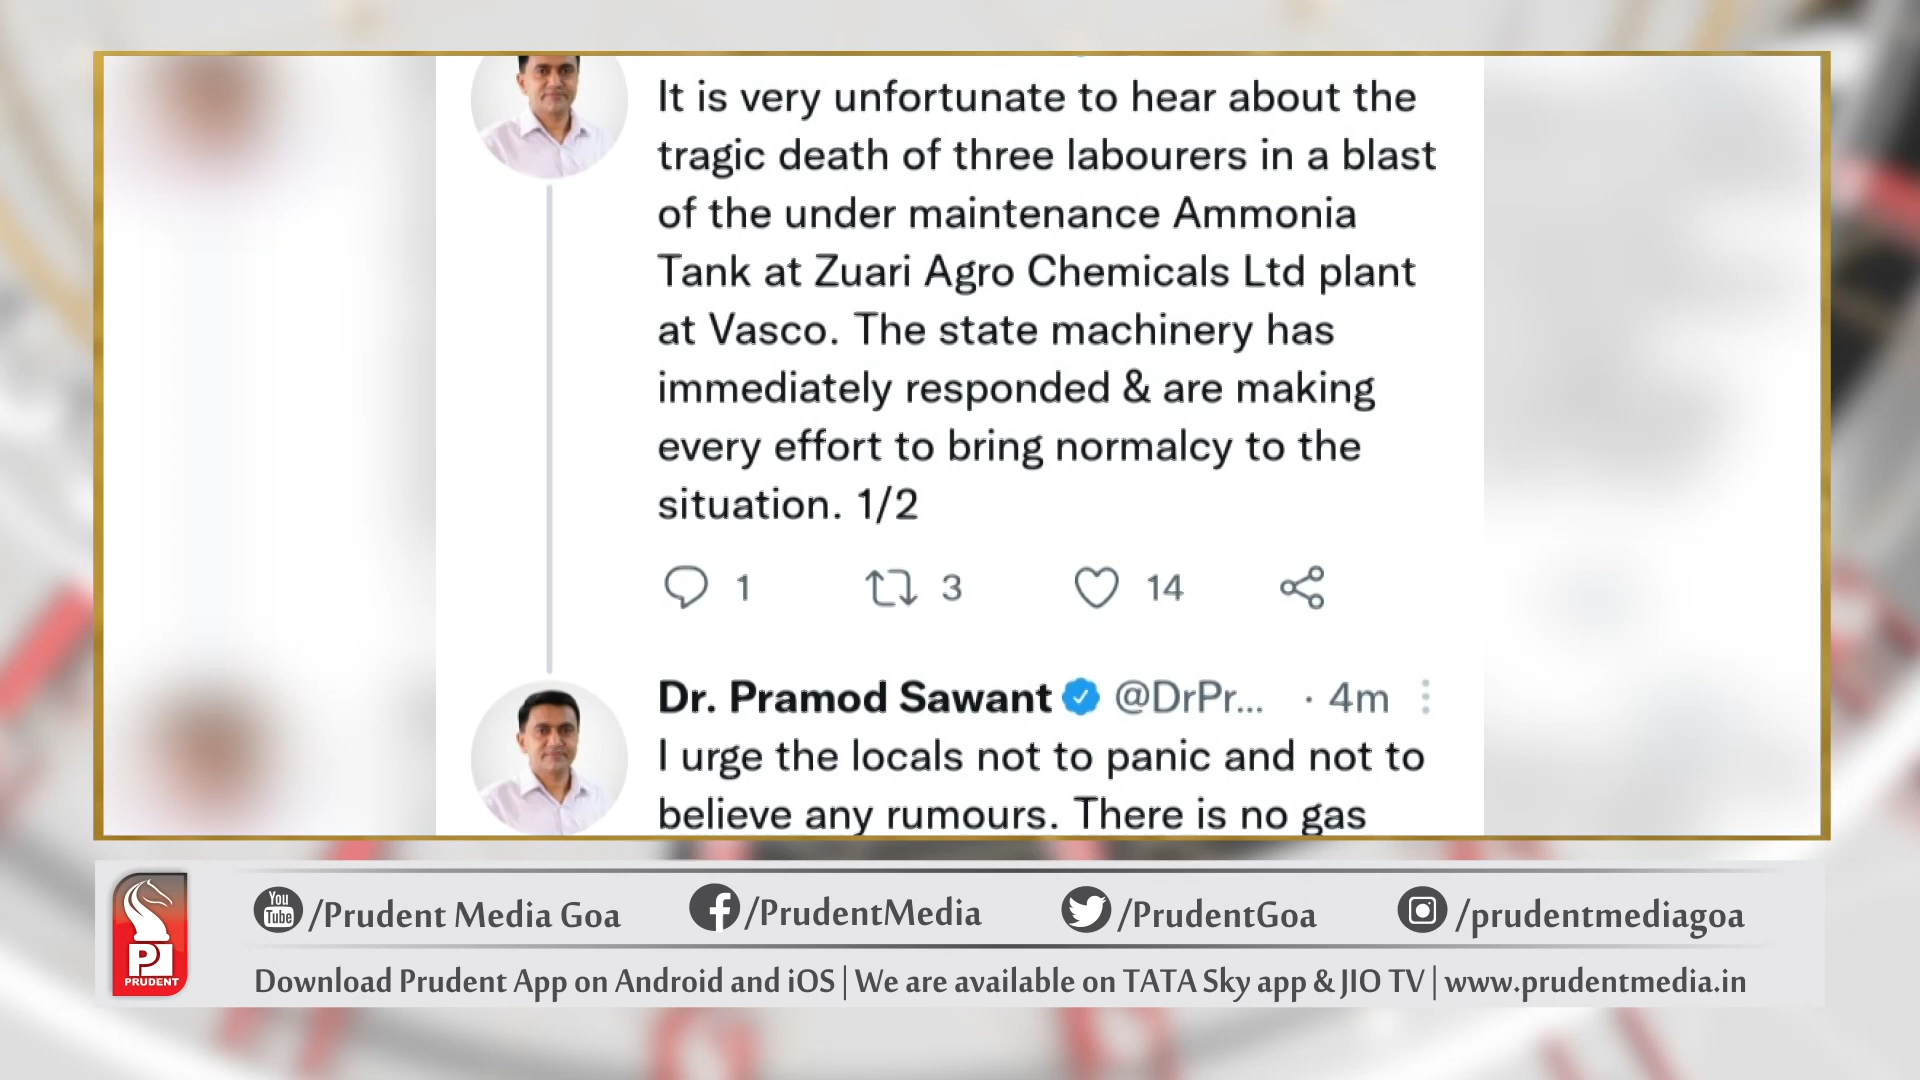 It is very unfortunate to hear about the
tragic death of three labourers in a blast
of the under maintenance Ammonia
Tank at Zuari Agro Chemicals Ltd plant
at Vasco. The state machinery has
immediately responded & are making
every effort to bring normalcy to the
situation. 1/2
1 3 14
Dr. Pramod Sawant @DrPr... · 4m
I urge the locals not to panic and not to
believe any rumours. There is no gas
PRUDENT
You Tube /Prudent Media Goa /PrudentMedia /PrudentGoa /prudentmediagoa
Download Prudent App on Android and iOS | We are available on TATA Sky app & JIO TV | www.prudentmedia.in